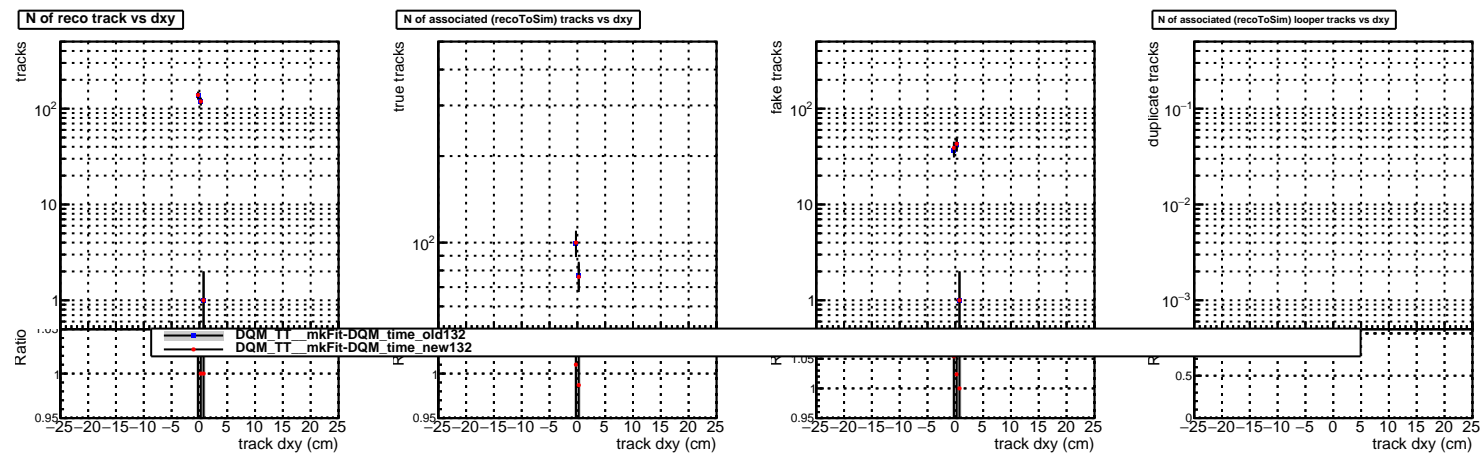 N of reco track vs dxy
tracks
10²
10
1
Ratio
1.05
1
0.95
−25 −20 −15 −10 −5 0 5 10 15 20 25
track dxy (cm)
N of associated (recoToSim) tracks vs dxy
true tracks
10²
1
0.95
−25 −20 −15 −10 −5 0 5 10 15 20 25
track dxy (cm)
fake tracks
10²
10
1
1.05
1
0.95
−25 −20 −15 −10 −5 0 5 10 15 20 25
track dxy (cm)
N of associated (recoToSim) looper tracks vs dxy
duplicate tracks
10⁻¹
10⁻²
10⁻³
0.5
0
−25 −20 −15 −10 −5 0 5 10 15 20 25
track dxy (cm)
DQM_TT__mkFit-DQM_time_old132
DQM_TT__mkFit-DQM_time_new132